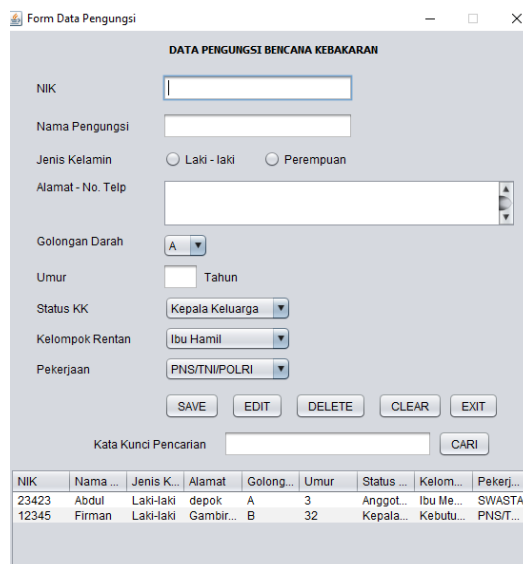 Form Data Pengungsi
DATA PENGUNGSI BENCANA KEBAKARAN
NIK
Nama Pengungsi
Jenis Kelamin Laki - laki Perempuan
Alamat - No. Telp
Golongan Darah A
Umur Tahun
Status KK Kepala Keluarga
Kelompok Rentan Ibu Hamil
Pekerjaan PNS/TNI/POLRI
SAVE EDIT DELETE CLEAR EXIT
Kata Kunci Pencarian CARI
NIK Nama ... Jenis K... Alamat Golong... Umur Status ... Kelom... Pekerj...
23423 Abdul Laki-laki depok A 3 Anggot... Ibu Me... SWASTA
12345 Firman Laki-laki Gambir... B 32 Kepala... Kebutu... PNS/T...